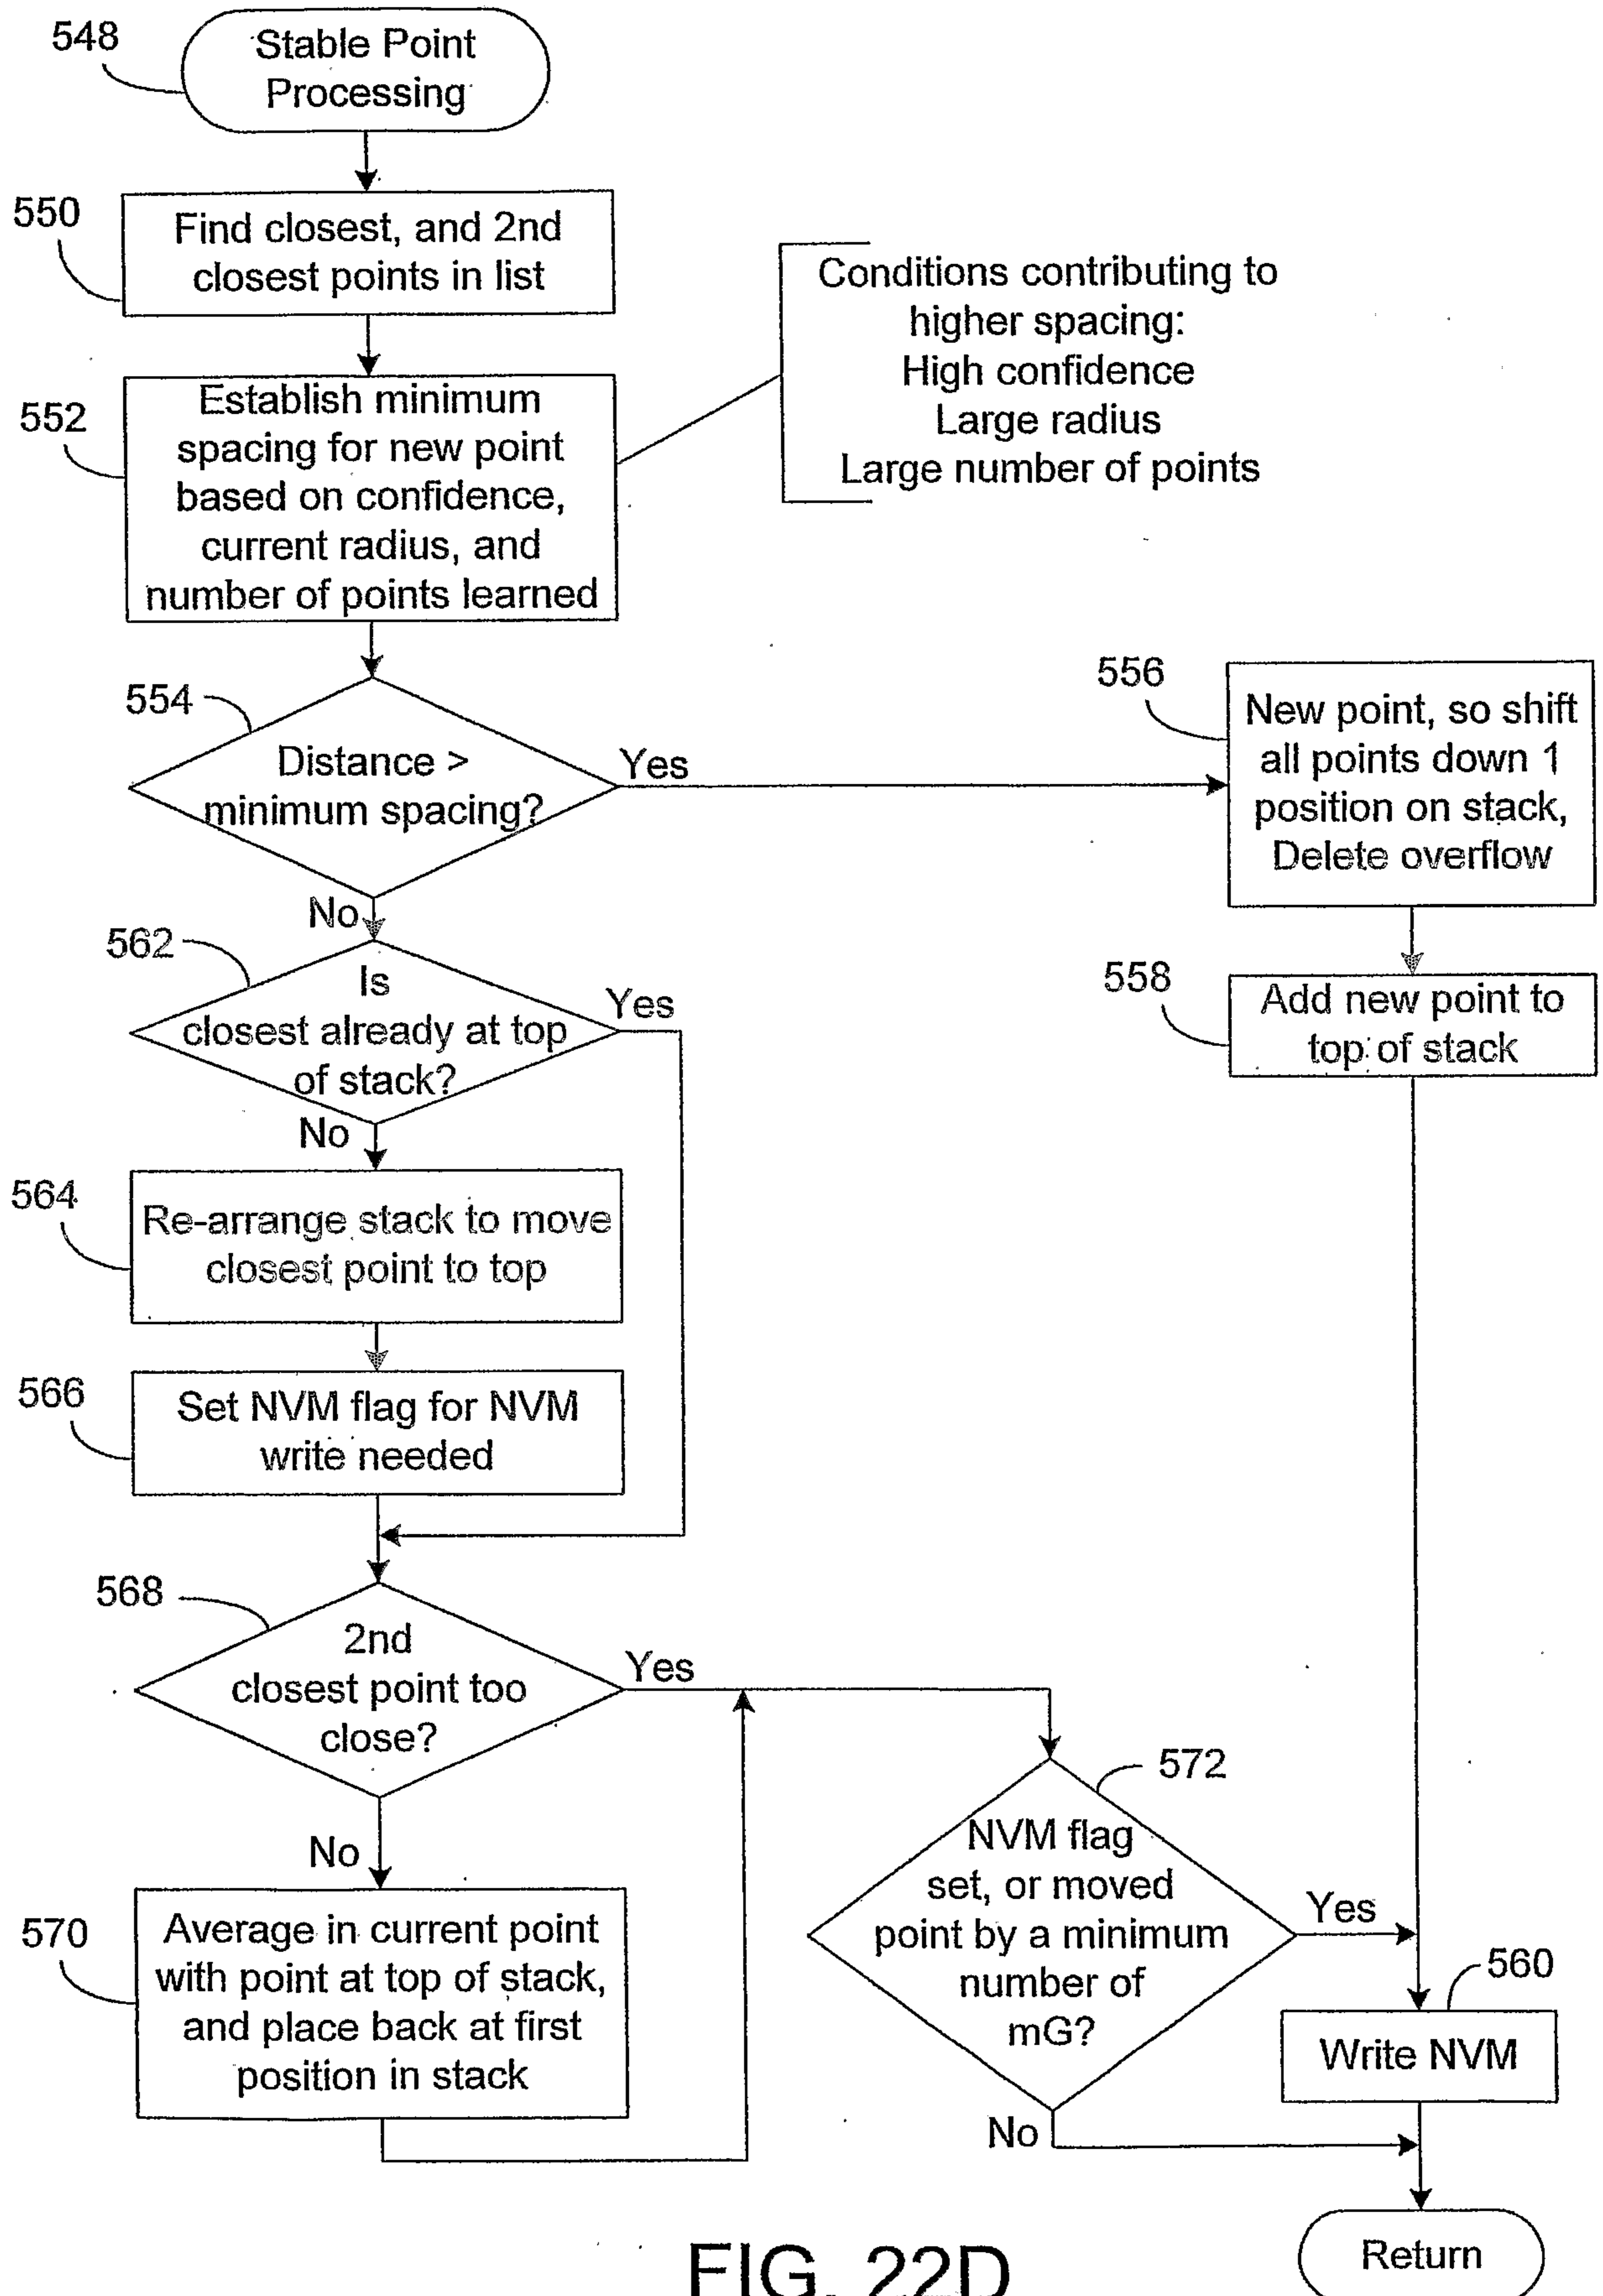 548
Stable Point
Processing
550
Find closest, and 2nd
closest points in list
552
Establish minimum
spacing for new point
based on confidence,
current radius, and
number of points learned
Conditions contributing to
higher spacing:
High confidence
Large radius
Large number of points
554
Distance >
minimum spacing?
Yes
No
556
New point, so shift
all points down 1
position on stack,
Delete overflow
558
Add new point to
top of stack
562
Is
closest already at top
of stack?
Yes
No
564
Re-arrange stack to move
closest point to top
566
Set NVM flag for NVM
write needed
568
2nd
closest point too
close?
Yes
No
570
Average in current point
with point at top of stack,
and place back at first
position in stack
572
NVM flag
set, or moved
point by a minimum
number of
mG?
Yes
No
560
Write NVM
Return
FIG. 22D